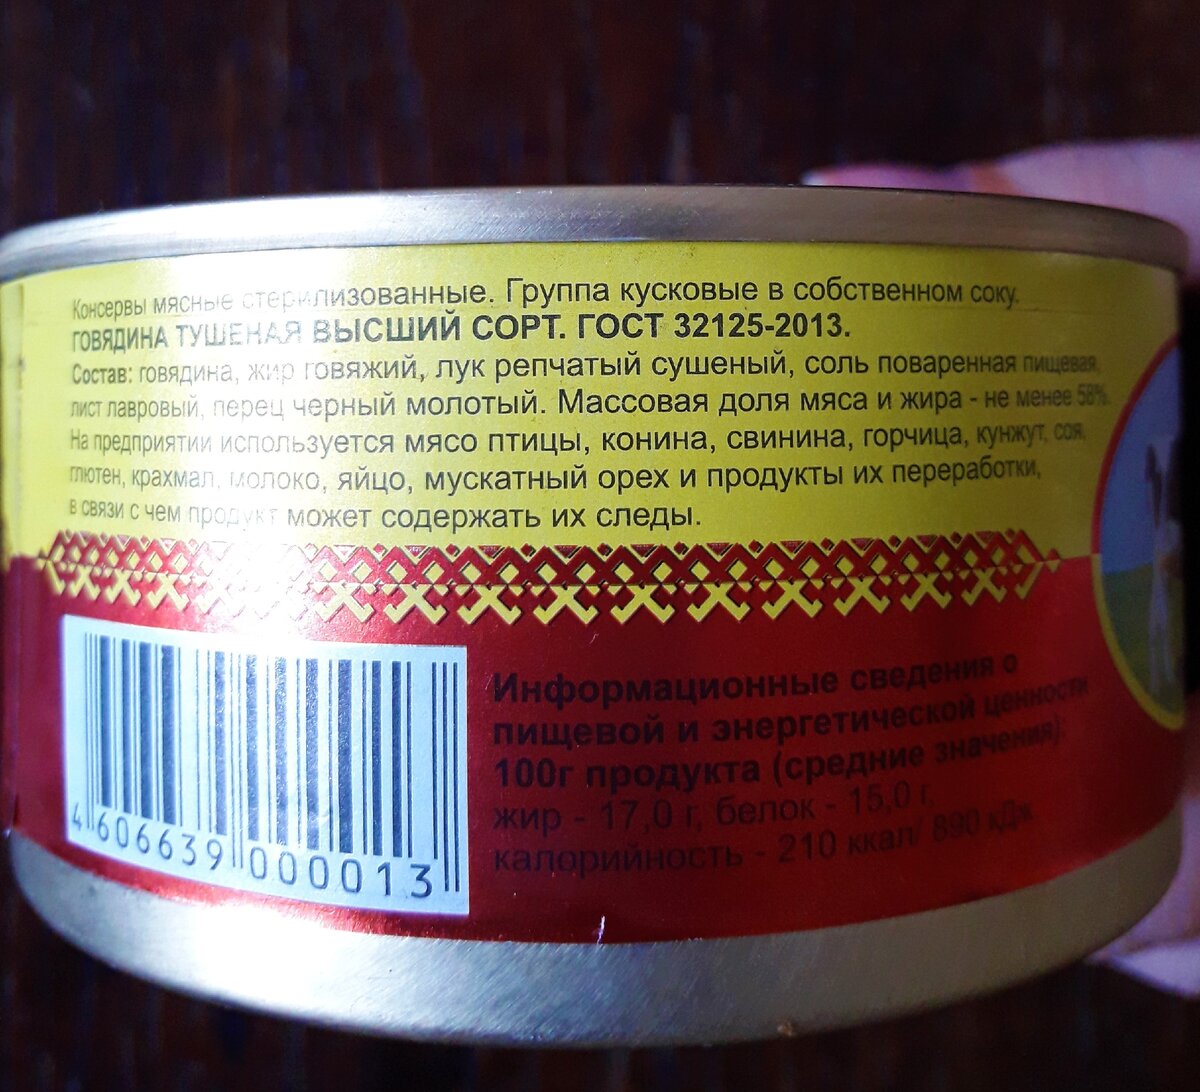 Консервы мясные стерилизованные. Группа кусковые в собственном соку.
ГОВЯДИНА ТУШЕНАЯ ВЫСШИЙ СОРТ. ГОСТ 32125-2013.
Состав: говядина, жир говяжий, лук репчатый сушеный, соль поваренная пищевая,
лист лавровый, перец черный молотый. Массовая доля мяса и жира - не менее 58%.
На предприятии используется мясо птицы, конина, свинина, горчица, кунжут, соя,
глютен, крахмал, молоко, яйцо, мускатный орех и продукты их переработки,
в связи с чем продукт может содержать их следы.
Информационные сведения о
пищевой и энергетической ценности
100г продукта (средние значения):
жир - 17,0 г, белок - 15,0 г,
калорийность - 210 ккал/ 890 кДж
4 606639 000013